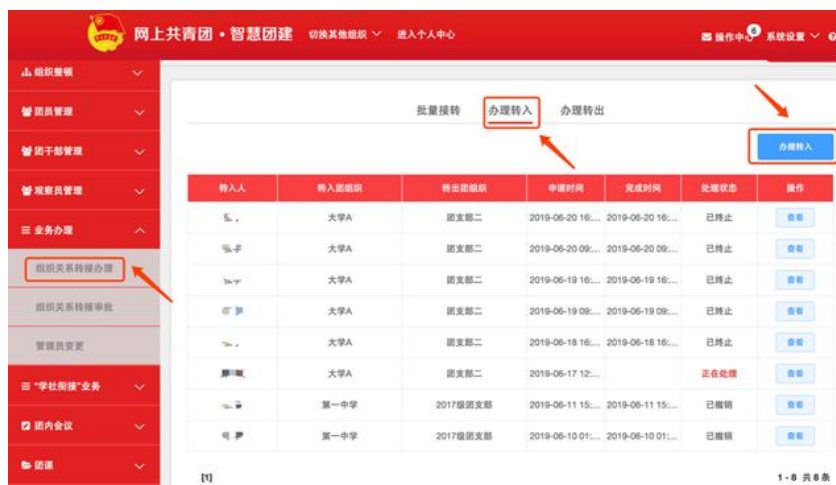 网上共青团·智慧团建 切换其他组织 进入个人中心 操作中心 6 系统设置
组织整顿
团员管理
团干部管理
观察员管理
业务办理
组织关系转接办理
组织关系转接审批
管理员变更
"学社衔接"业务
团内会议
团课
批量接转 办理转入 办理转出
办理转入
转入人 转入团组织 转出团组织 申请时间 完成时间 处理状态 操作
大学A 团支部二 2019-06-20 16:... 2019-06-20 16:... 已终止 查看
大学A 团支部二 2019-06-20 09:... 2019-06-20 09:... 已终止 查看
大学A 团支部二 2019-06-19 16:... 2019-06-19 16:... 已终止 查看
大学A 团支部二 2019-06-19 09:... 2019-06-19 09:... 已终止 查看
大学A 团支部二 2019-06-18 16:... 2019-06-18 16:... 已终止 查看
大学A 团支部二 2019-06-17 12:... 正在处理 查看
第一中学 2017级团支部 2019-06-11 15:... 2019-06-11 15:... 已撤销 查看
第一中学 2017级团支部 2019-06-10 01:... 2019-06-10 01:... 已撤销 查看
[1] 1-8 共8条